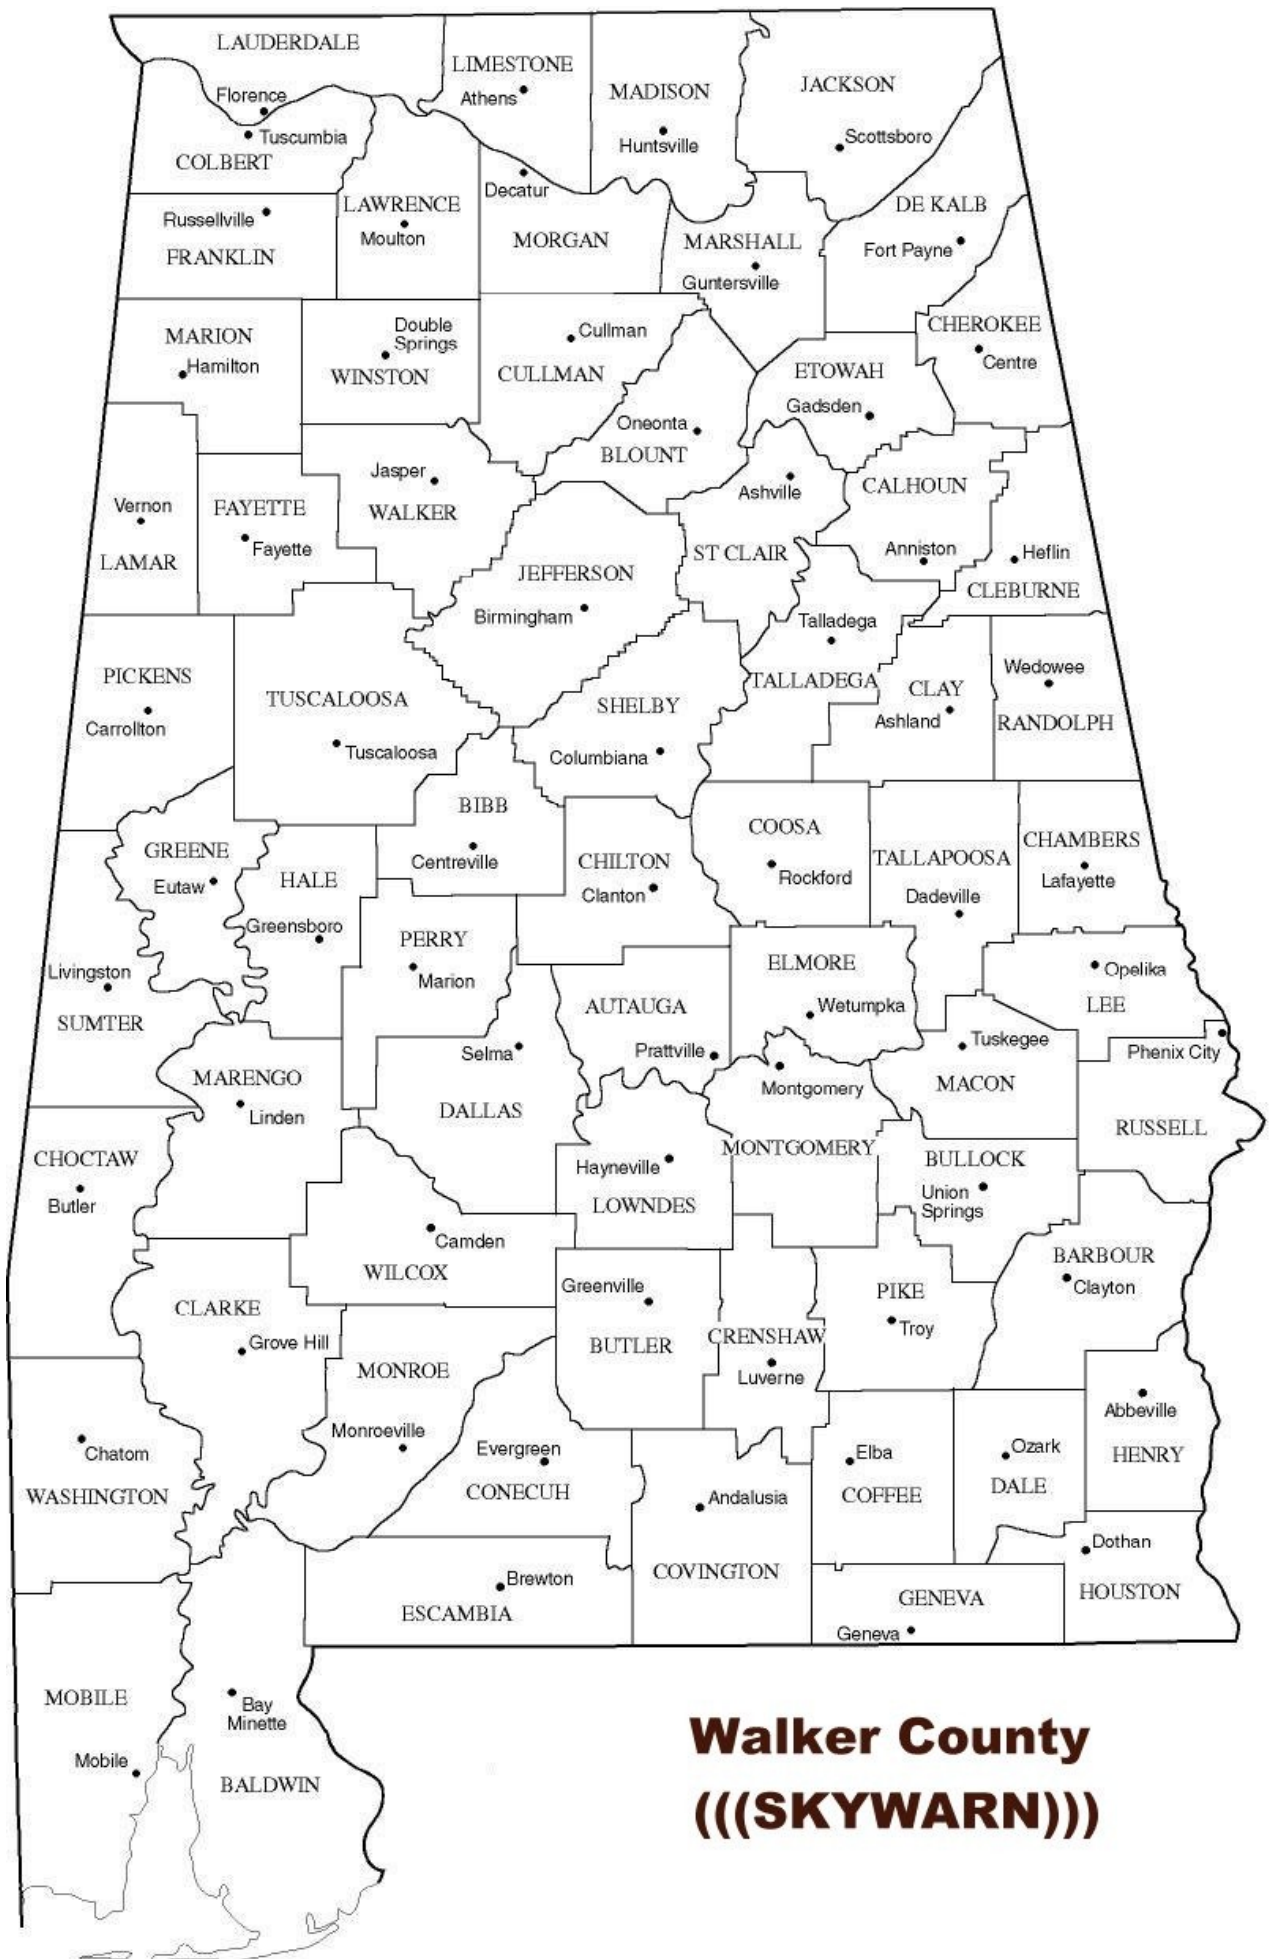 LAUDERDALE
LIMESTONE
MADISON
JACKSON
Florence
Athens
Tuscumbia
Huntsville
Scottsboro
COLBERT
Decatur
Russellville
LAWRENCE
DE KALB
Moulton
MORGAN
MARSHALL
Fort Payne
FRANKLIN
Guntersville
MARION
Double
Springs
Cullman
CHEROKEE
Hamilton
WINSTON
CULLMAN
ETOWAH
Centre
Oneonta
Gadsden
BLOUNT
Jasper
Ashville
CALHOUN
Vernon
FAYETTE
WALKER
LAMAR
Fayette
ST CLAIR
Anniston
Heflin
JEFFERSON
CLEBURNE
Birmingham
Talladega
PICKENS
Wedowee
TUSCALOOSA
SHELBY
TALLADEGA
CLAY
Carrollton
Ashland
RANDOLPH
Tuscaloosa
Columbiana
BIBB
COOSA
GREENE
CHAMBERS
Centreville
CHILTON
TALLAPOOSA
Eutaw
HALE
Clanton
Rockford
Lafayette
Greensboro
Dadeville
PERRY
Livingston
Marion
ELMORE
Opelika
SUMTER
AUTAUGA
Wetumpka
LEE
Selma
Prattville
Tuskegee
Phenix City
MARENGO
Linden
DALLAS
Montgomery
MACON
RUSSELL
CHOCTAW
Hayneville
MONTGOMERY
BULLOCK
Butler
LOWNDES
Union
Springs
Camden
BARBOUR
WILCOX
Greenville
PIKE
Clayton
CLARKE
Grove Hill
BUTLER
CRENSHAW
Troy
MONROE
Luverne
Monroeville
Abbeville
Chatom
Evergreen
Elba
Ozark
HENRY
WASHINGTON
CONECUH
Andalusia
COFFEE
DALE
Dothan
Brewton
COVINGTON
ESCAMBIA
GENEVA
HOUSTON
Geneva
MOBILE
Bay
Minette
Mobile
BALDWIN
Walker County
(((SKYWARN)))